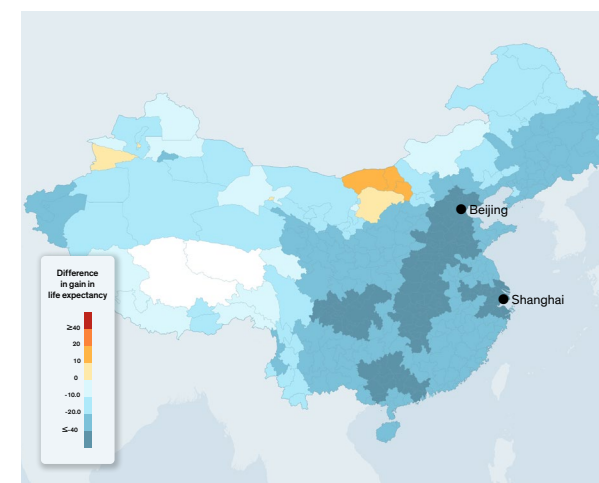 Beijing
Shanghai
Difference
in gain in
life expectancy
≥40
20
10
0
-10.0
-20.0
≤-40